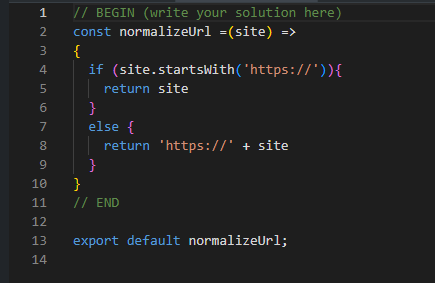 1 // BEGIN (write your solution here)
2 const normalizeUrl =(site) =>
3 {
4   if (site.startsWith('https://')){
5     return site
6   }
7   else {
8     return 'https://' + site
9   }
10 }
11 // END
12
13 export default normalizeUrl;
14